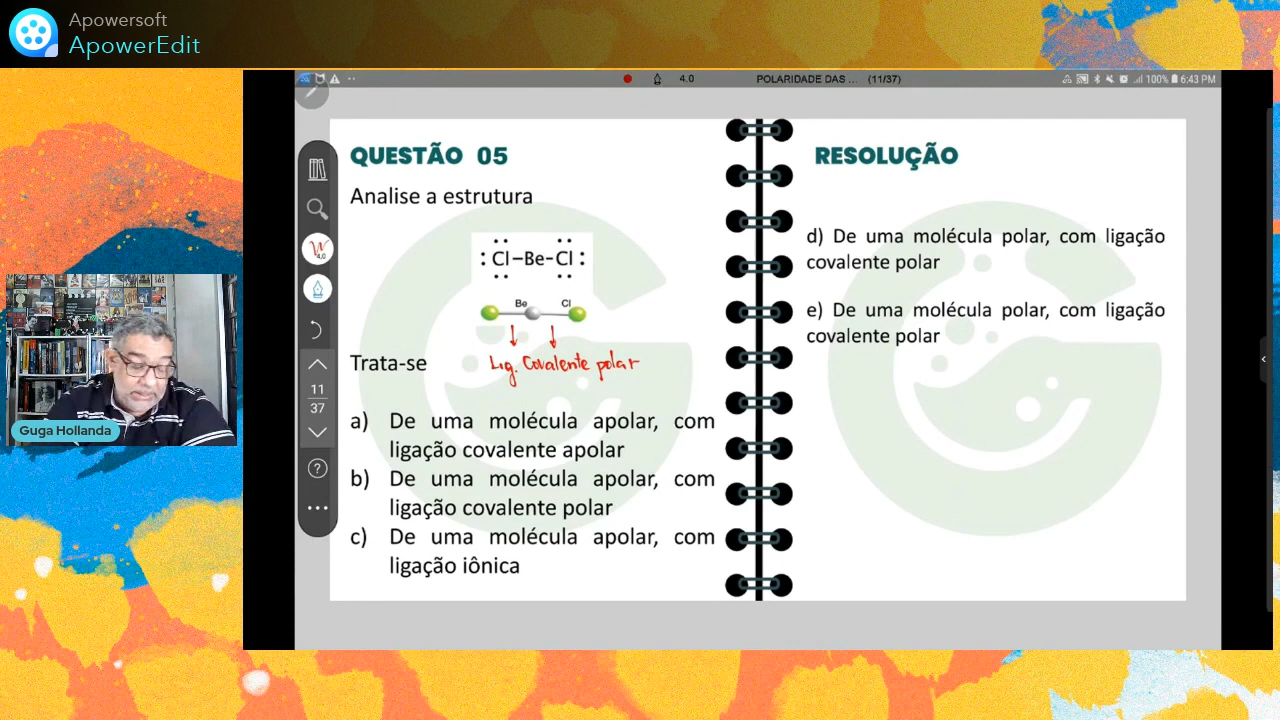 Apowersoft
ApowerEdit
4.0
POLARIDADE DAS ... (11/37)
100% 6:43 PM
QUESTÃO 05
RESOLUÇÃO
Analise a estrutura
:Cl–Be–Cl:
Be Cl
Lig. Covalente polar
Trata-se
a) De uma molécula apolar, com
ligação covalente apolar
b) De uma molécula apolar, com
ligação covalente polar
c) De uma molécula apolar, com
ligação iônica
d) De uma molécula polar, com ligação
covalente polar
e) De uma molécula polar, com ligação
covalente polar
4.0
11
37
Guga Hollanda